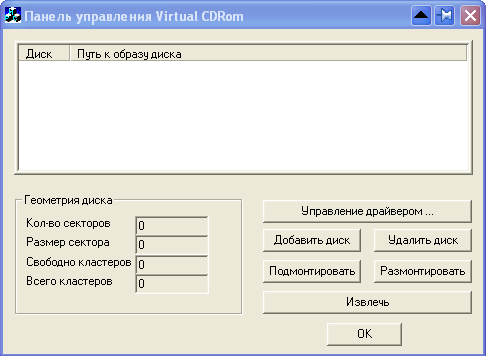 Панель управления Virtual CDRom
Диск Путь к образу диска
Геометрия диска
Кол-во секторов 0
Размер сектора 0
Свободно кластеров 0
Всего кластеров 0
Управление драйвером ...
Добавить диск Удалить диск
Подмонтировать Размонтировать
Извлечь
OK